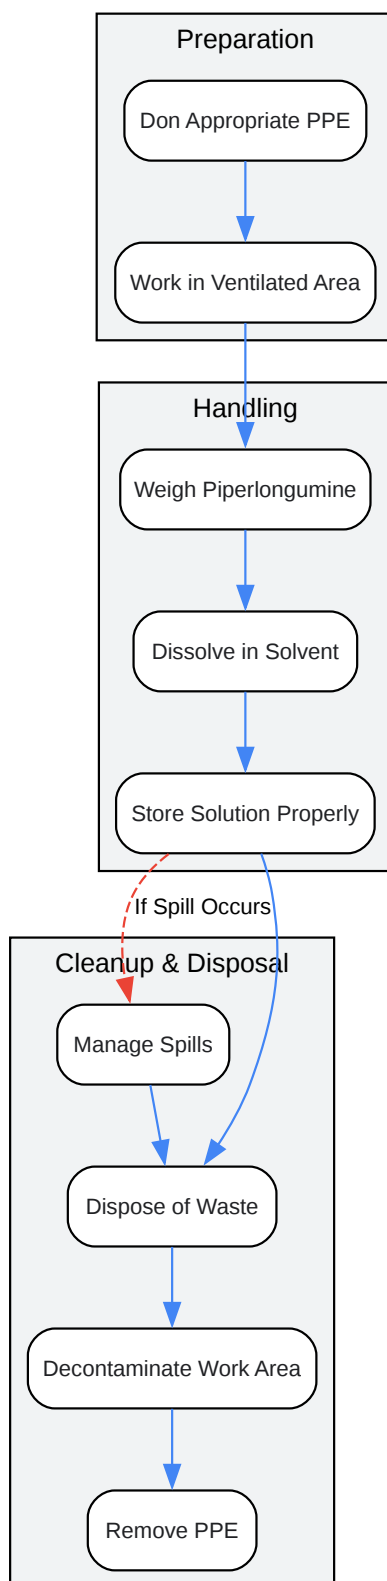 Preparation
Don Appropriate PPE
Work in Ventilated Area
Handling
Weigh Piperlongumine
Dissolve in Solvent
Store Solution Properly
If Spill Occurs
Cleanup & Disposal
Manage Spills
Dispose of Waste
Decontaminate Work Area
Remove PPE